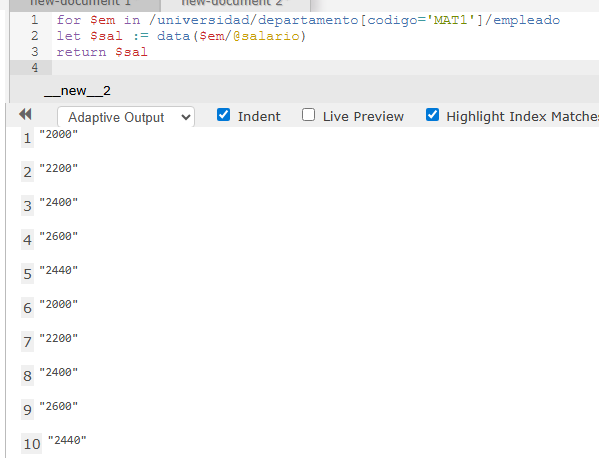 new-document 1 new-document 2
1 for $em in /universidad/departamento[codigo='MAT1']/empleado
2 let $sal := data($em/@salario)
3 return $sal
4
__new__2
Adaptive Output Indent Live Preview Highlight Index Matches
1 "2000"
2 "2200"
3 "2400"
4 "2600"
5 "2440"
6 "2000"
7 "2200"
8 "2400"
9 "2600"
10 "2440"